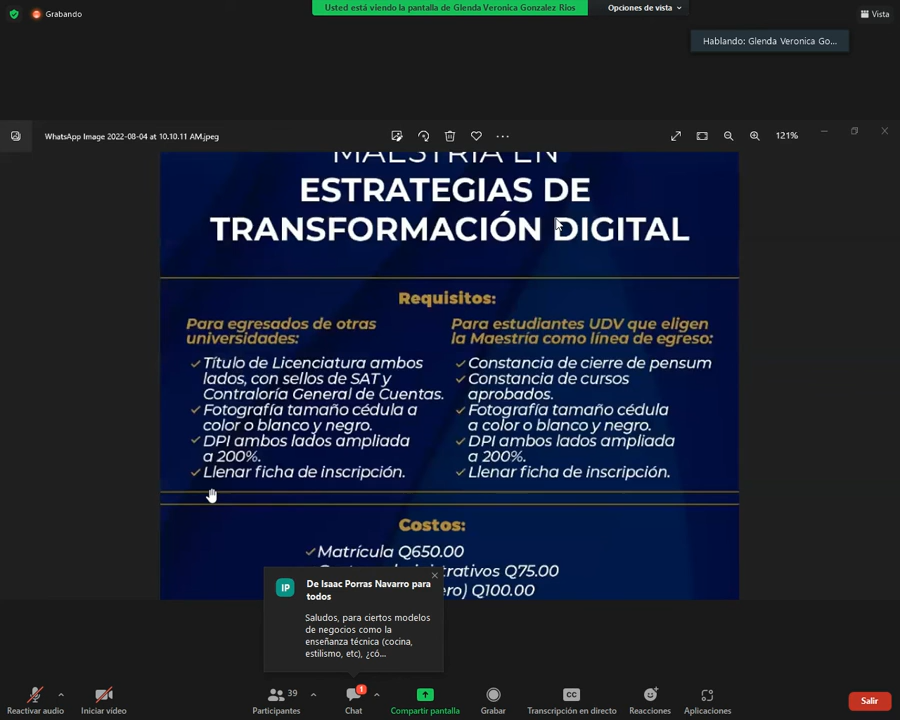 Grabando
Usted está viendo la pantalla de Glenda Veronica Gonzalez Rios
Opciones de vista
Vista
Hablando: Glenda Veronica Go...
WhatsApp Image 2022-08-04 at 10.10.11 AM.jpeg
121%
MAESTRÍA EN
ESTRATEGIAS DE
TRANSFORMACIÓN DIGITAL
Requisitos:
Para egresados de otras
universidades:
Título de Licenciatura ambos
lados, con sellos de SAT y
Contraloría General de Cuentas.
Fotografía tamaño cédula a
color o blanco y negro.
DPI ambos lados ampliada
a 200%.
Llenar ficha de inscripción.
Para estudiantes UDV que eligen
la Maestría como línea de egreso:
Constancia de cierre de pensum
Constancia de cursos
aprobados.
Fotografía tamaño cédula
a color o blanco y negro.
DPI ambos lados ampliada
a 200%.
Llenar ficha de inscripción.
Costos:
Matrícula Q650.00
Q75.00
Q100.00
IP
De Isaac Porras Navarro para
todos
Saludos, para ciertos modelos
de negocios como la
enseñanza técnica (cocina,
estilismo, etc), ¿có...
Reactivar audio
Iniciar vídeo
39
Participantes
1
Chat
Compartir pantalla
Grabar
CC
Transcripción en directo
Reacciones
Aplicaciones
Salir